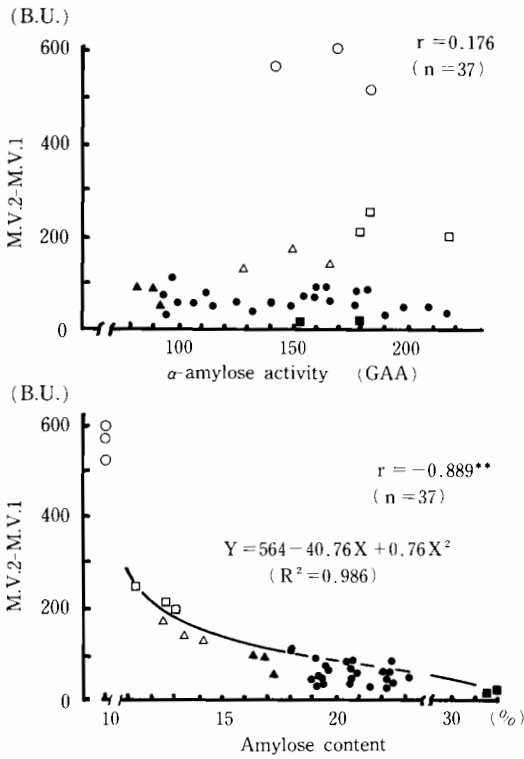 (B.U.)
600
r=0.176
(n=37)
400
M.V.2-M.V.1
200
0
100 150 200
α-amylose activity (GAA)
(B.U.)
600
r=-0.889**
(n=37)
M.V.2-M.V.1
400
Y=564-40.76X+0.76X²
(R²=0.986)
200
0
10 15 20 30 (%)
Amylose content